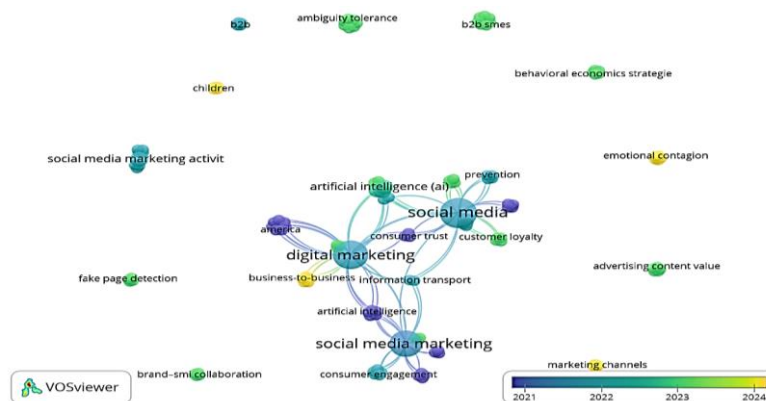 ambiguity tolerance
b2b
b2b smes
behavioral economics strategie
children
social media marketing activit
emotional contagion
artificial intelligence (ai)
prevention
social media
america
consumer trust
customer loyalty
digital marketing
fake page detection
business-to-business
information transport
advertising content value
artificial intelligence
social media marketing
brand-smi collaboration
consumer engagement
marketing channels
VOSviewer
2021 2022 2023 2024